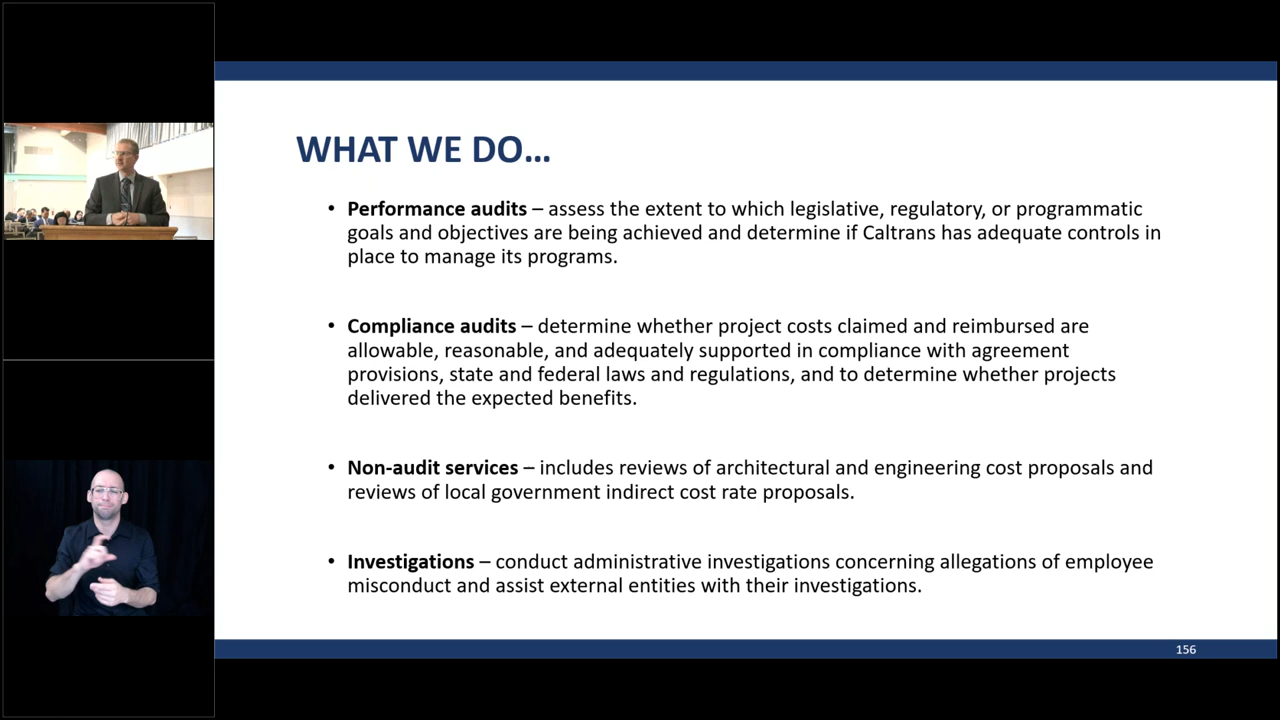 WHAT WE DO...
• Performance audits – assess the extent to which legislative, regulatory, or programmatic
goals and objectives are being achieved and determine if Caltrans has adequate controls in
place to manage its programs.
• Compliance audits – determine whether project costs claimed and reimbursed are
allowable, reasonable, and adequately supported in compliance with agreement
provisions, state and federal laws and regulations, and to determine whether projects
delivered the expected benefits.
• Non-audit services – includes reviews of architectural and engineering cost proposals and
reviews of local government indirect cost rate proposals.
• Investigations – conduct administrative investigations concerning allegations of employee
misconduct and assist external entities with their investigations.
156